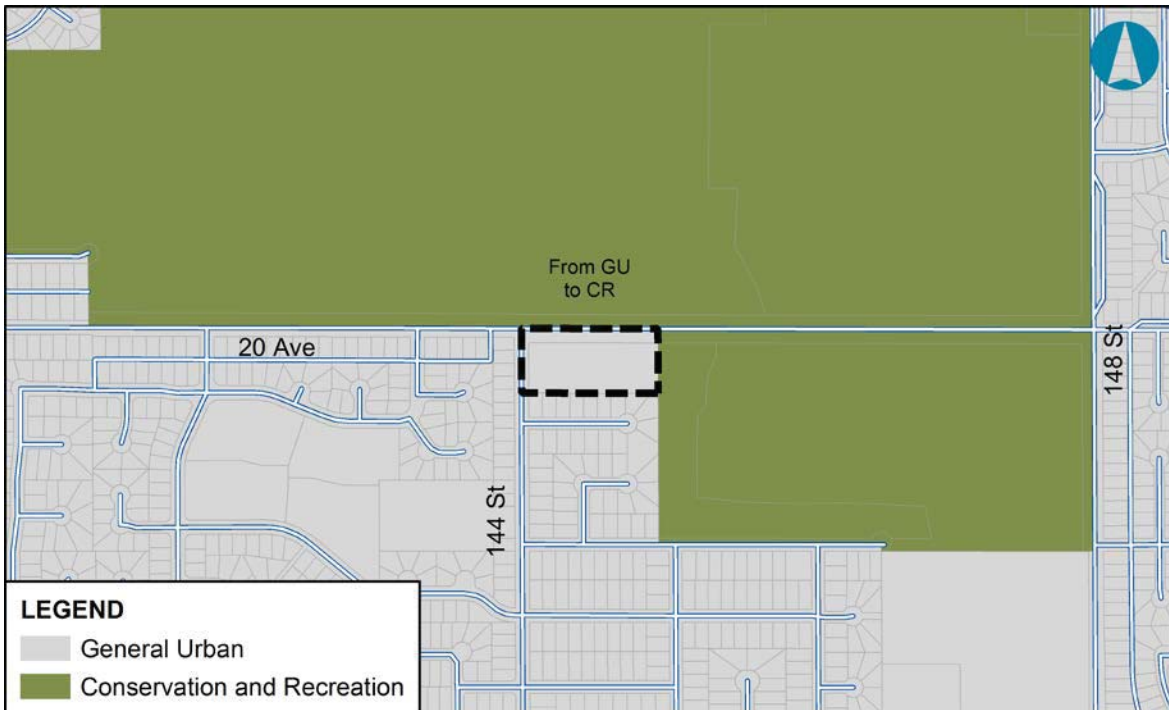 From GU
to CR
20 Ave
148 St
144 St
LEGEND
General Urban
Conservation and Recreation